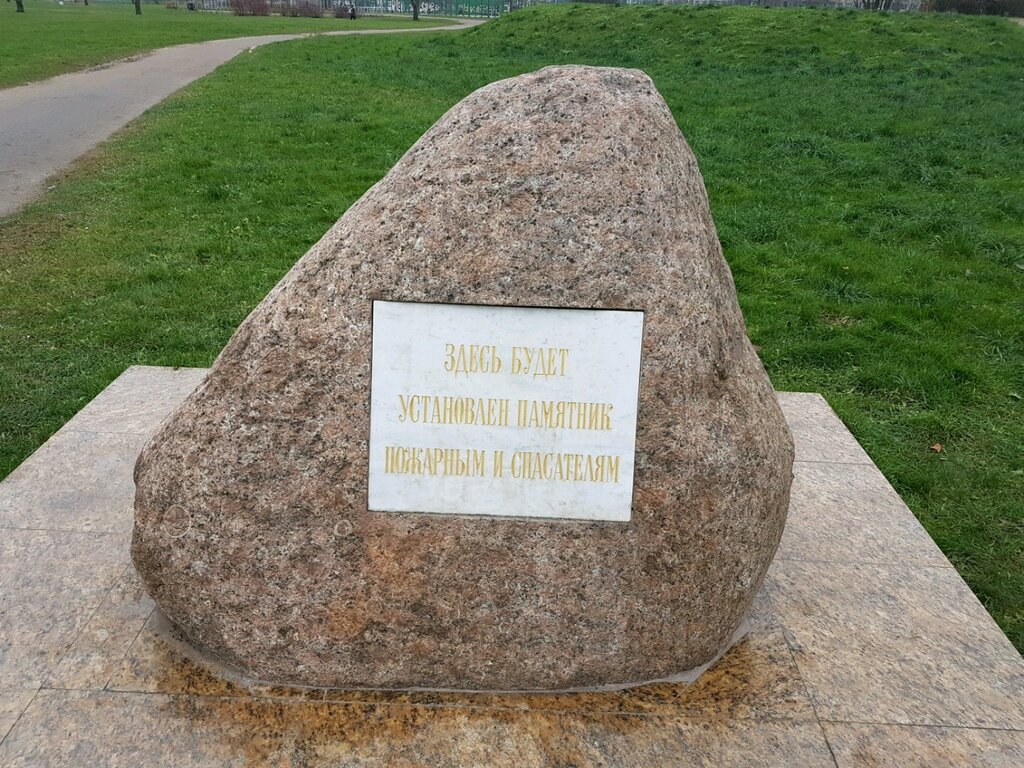 ЗДЕСЬ БУДЕТ
УСТАНОВЛЕН ПАМЯТНИК
ПОЖАРНЫМ И СПАСАТЕЛЯМ